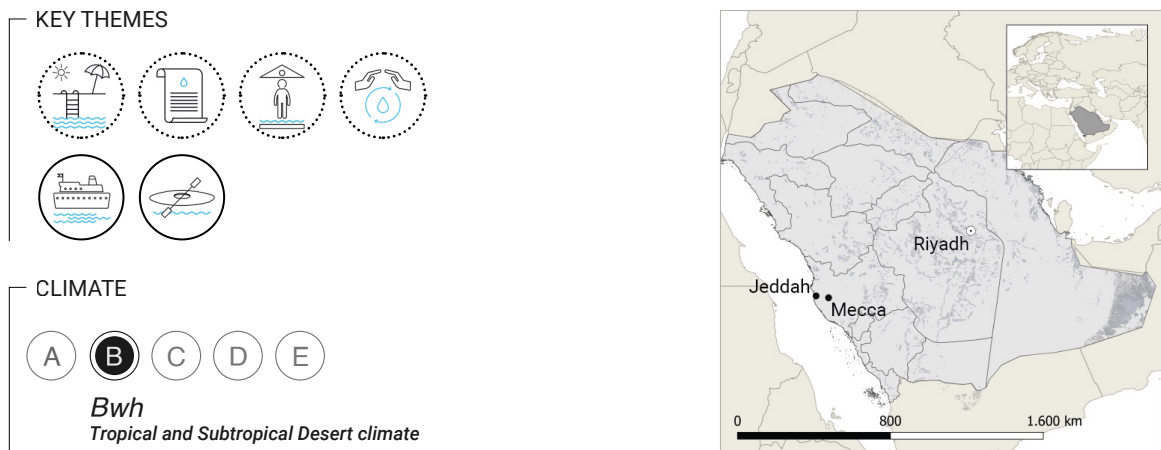 KEY THEMES
CLIMATE
A B C D E
Bwh
Tropical and Subtropical Desert climate
Riyadh
Jeddah
Mecca
0 800 1.600 km